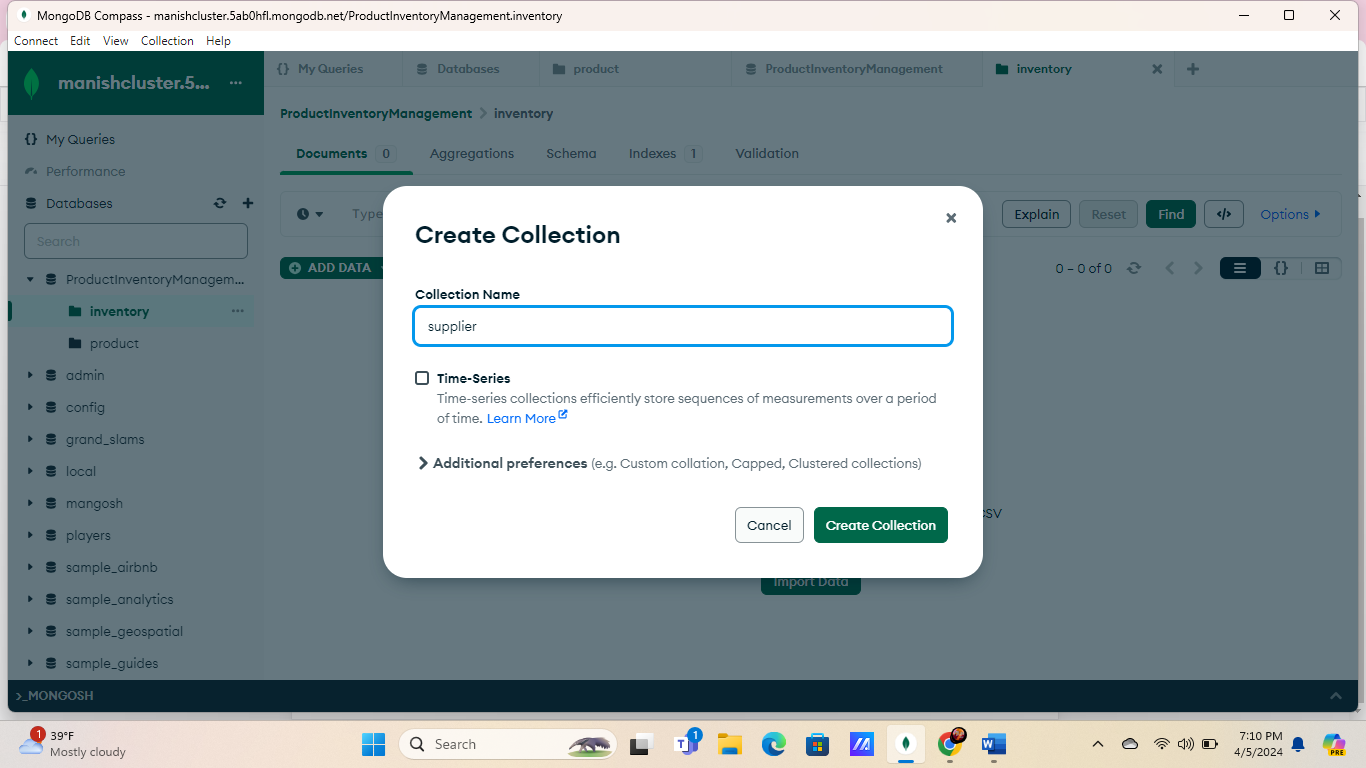 MongoDB Compass - manishcluster.5ab0hfl.mongodb.net/ProductInventoryManagement.inventory
Connect Edit View Collection Help
manishcluster.5...
My Queries
Databases
product
ProductInventoryManagement
inventory
ProductInventoryManagement > inventory
My Queries
Documents 0 Aggregations Schema Indexes 1 Validation
Performance
Databases
Type
Explain Reset Find </> Options
Search
ADD DATA
0 – 0 of 0
{}
ProductInventoryManagem...
inventory
product
admin
config
grand_slams
local
mangosh
players
sample_airbnb
sample_analytics
sample_geospatial
sample_guides
Create Collection
Collection Name
supplier
Time-Series
Time-series collections efficiently store sequences of measurements over a period
of time. Learn More
Additional preferences (e.g. Custom collation, Capped, Clustered collections)
Cancel Create Collection
CSV
Import Data
>_MONGOSH
1
39°F
Mostly cloudy
Search
1
7:10 PM
4/5/2024
PRE